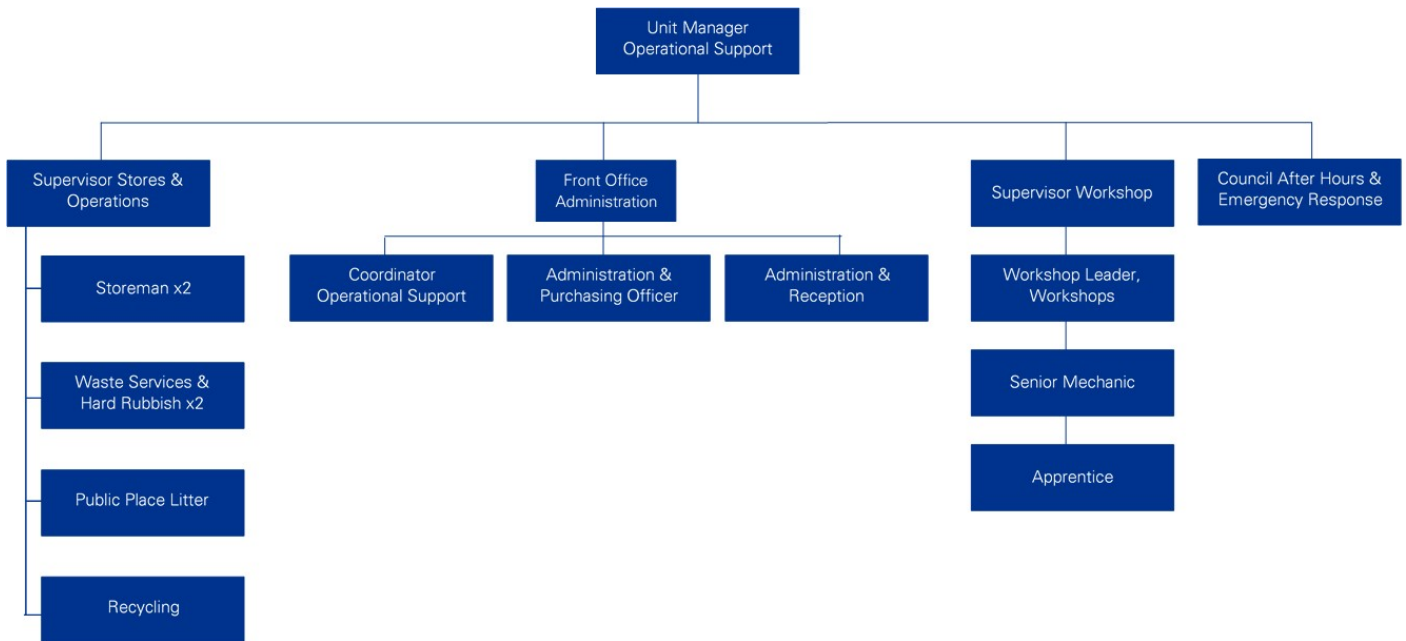 Unit Manager
Operational Support
Supervisor Stores &
Operations
Front Office
Administration
Supervisor Workshop
Council After Hours &
Emergency Response
Storeman x2
Waste Services &
Hard Rubbish x2
Public Place Litter
Recycling
Coordinator
Operational Support
Administration &
Purchasing Officer
Administration &
Reception
Workshop Leader,
Workshops
Senior Mechanic
Apprentice